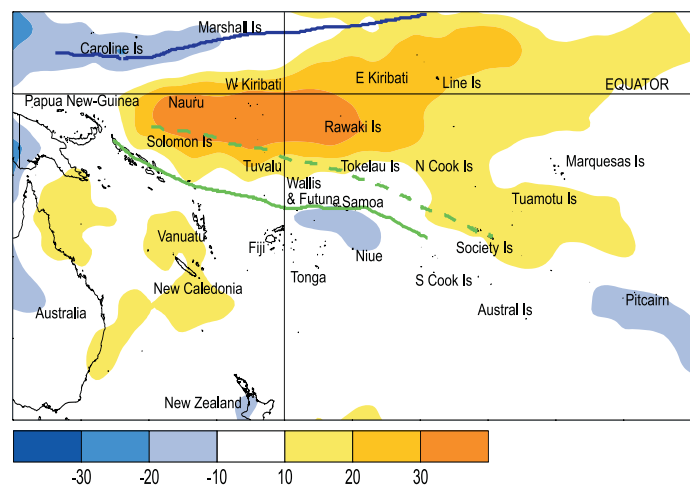 Marshall Is
Caroline Is
W Kiribati
E Kiribati
Line Is
EQUATOR
Papua New-Guinea
Nauru
Rawaki Is
Solomon Is
Tuvalu
Tokelau Is
N Cook Is
Marquesas Is
Wallis
& Futuna
Samoa
Tuamotu Is
Vanuatu
Fiji
Niue
Society Is
Tonga
New Caledonia
S Cook Is
Pitcairn
Australia
Austral Is
New Zealand
-30 -20 -10 10 20 30